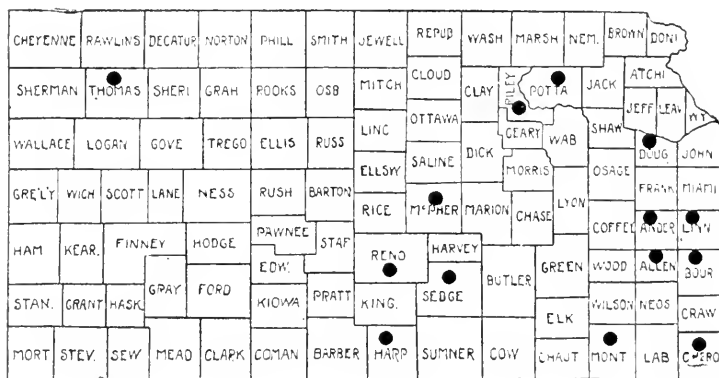 CHEYENNE RAWLINS DECATUR NORTON PHILL SMITH JEWELL REPUB WASH MARSH NEM. BROWN DONI
SHERMAN THOMAS SHERI GRAH ROOKS OSB MITCH CLOUD CLAY RILEY POTTA JACK ATCHI
JEFF LEAV WY
WALLACE LOGAN GOVE TREGO ELLIS RUSS LINC OTTAWA DICK GEARY WAB SHAW DOUG JOHN
GRE'LY WICH SCOTT LANE NESS RUSH BARTON ELLSW SALINE MORRIS OSAGE FRANK MIAMI
HAM KEAR. FINNEY HODGE PAWNEE STAF RICE McPHER MARION CHASE LYON COFFEE ANDER LYNN
EDW. RENO HARVEY
STAN. GRANT HASK. GRAY FORD KIOWA PRATT KING. SEDGE BUTLER GREEN WOOD ALLEN BOUR
ELK WILSON NEOS CRAW
MORT STEV. SEW MEAD CLARK COMAN BARBER HARP SUMNER COW CHAUT MONT LAB CHERO